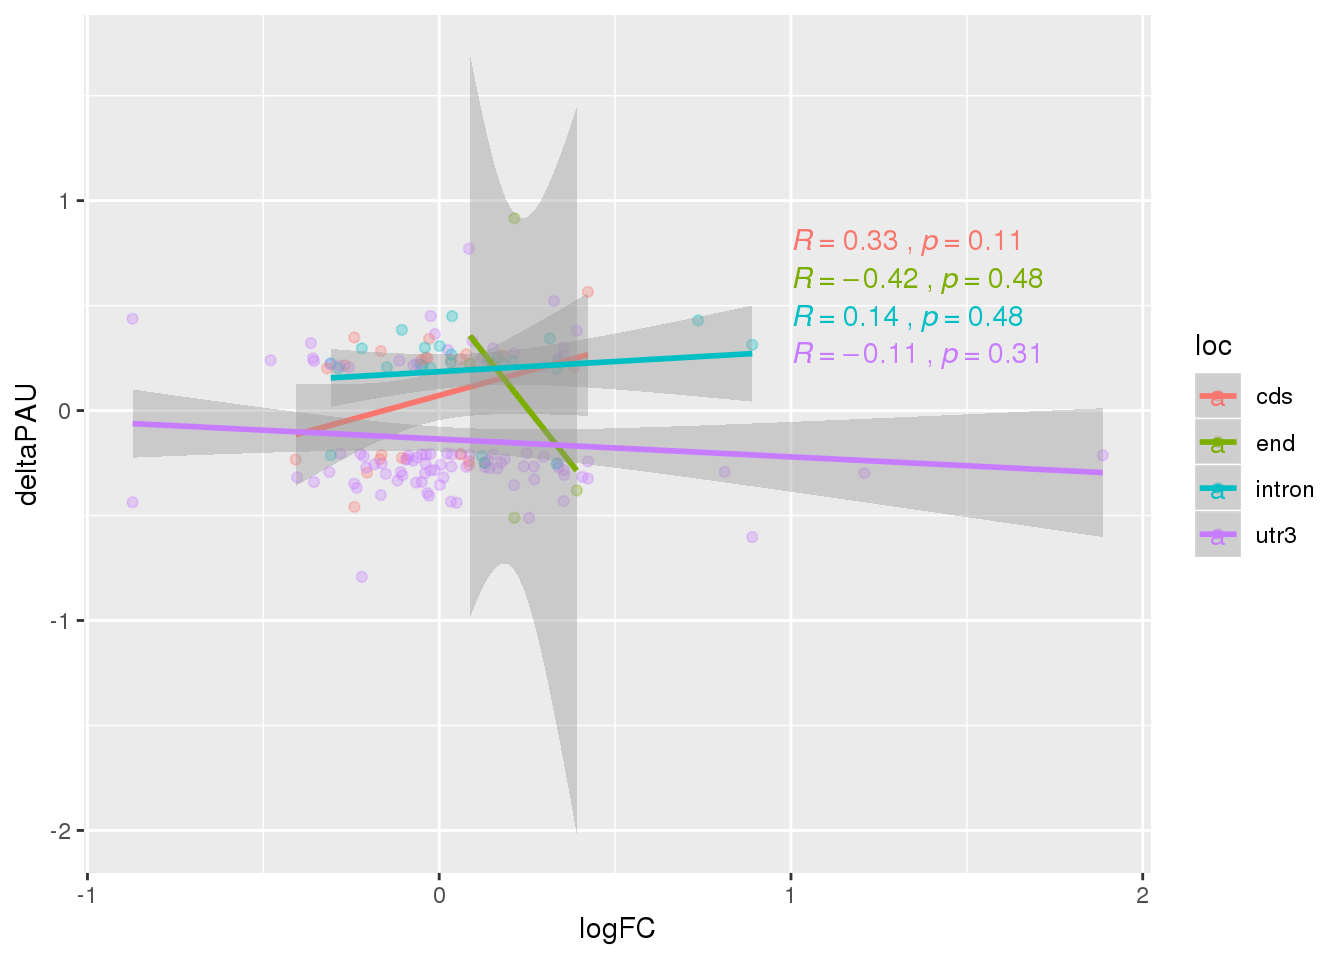 1
0
-1
-2
deltaPAU
R = 0.33 , p = 0.11
R = −0.42 , p = 0.48
R = 0.14 , p = 0.48
R = −0.11 , p = 0.31
-1 0 1 2
logFC
loc
a cds
a end
a intron
a utr3